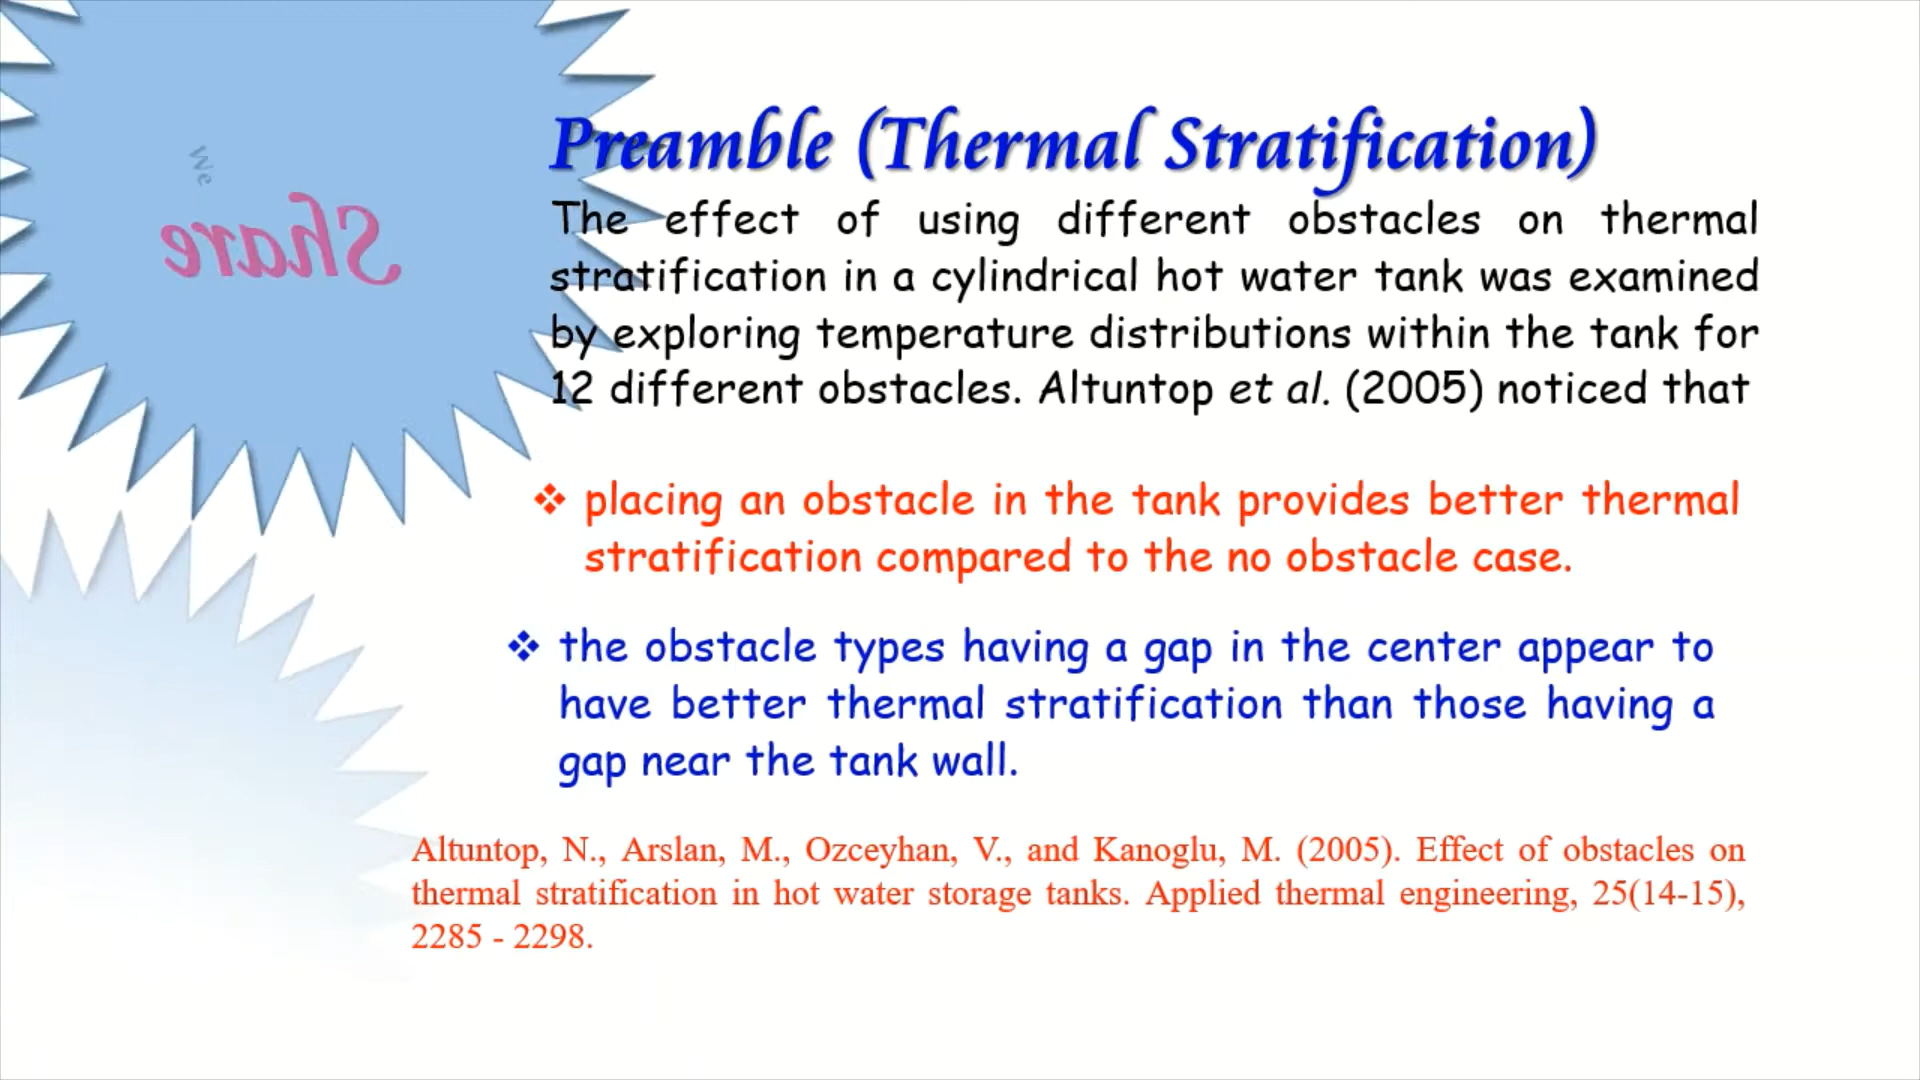 We
Share
Preamble (Thermal Stratification)
The effect of using different obstacles on thermal
stratification in a cylindrical hot water tank was examined
by exploring temperature distributions within the tank for
12 different obstacles. Altuntop et al. (2005) noticed that
❖ placing an obstacle in the tank provides better thermal
stratification compared to the no obstacle case.
❖ the obstacle types having a gap in the center appear to
have better thermal stratification than those having a
gap near the tank wall.
Altuntop, N., Arslan, M., Ozceyhan, V., and Kanoglu, M. (2005). Effect of obstacles on
thermal stratification in hot water storage tanks. Applied thermal engineering, 25(14-15),
2285 - 2298.